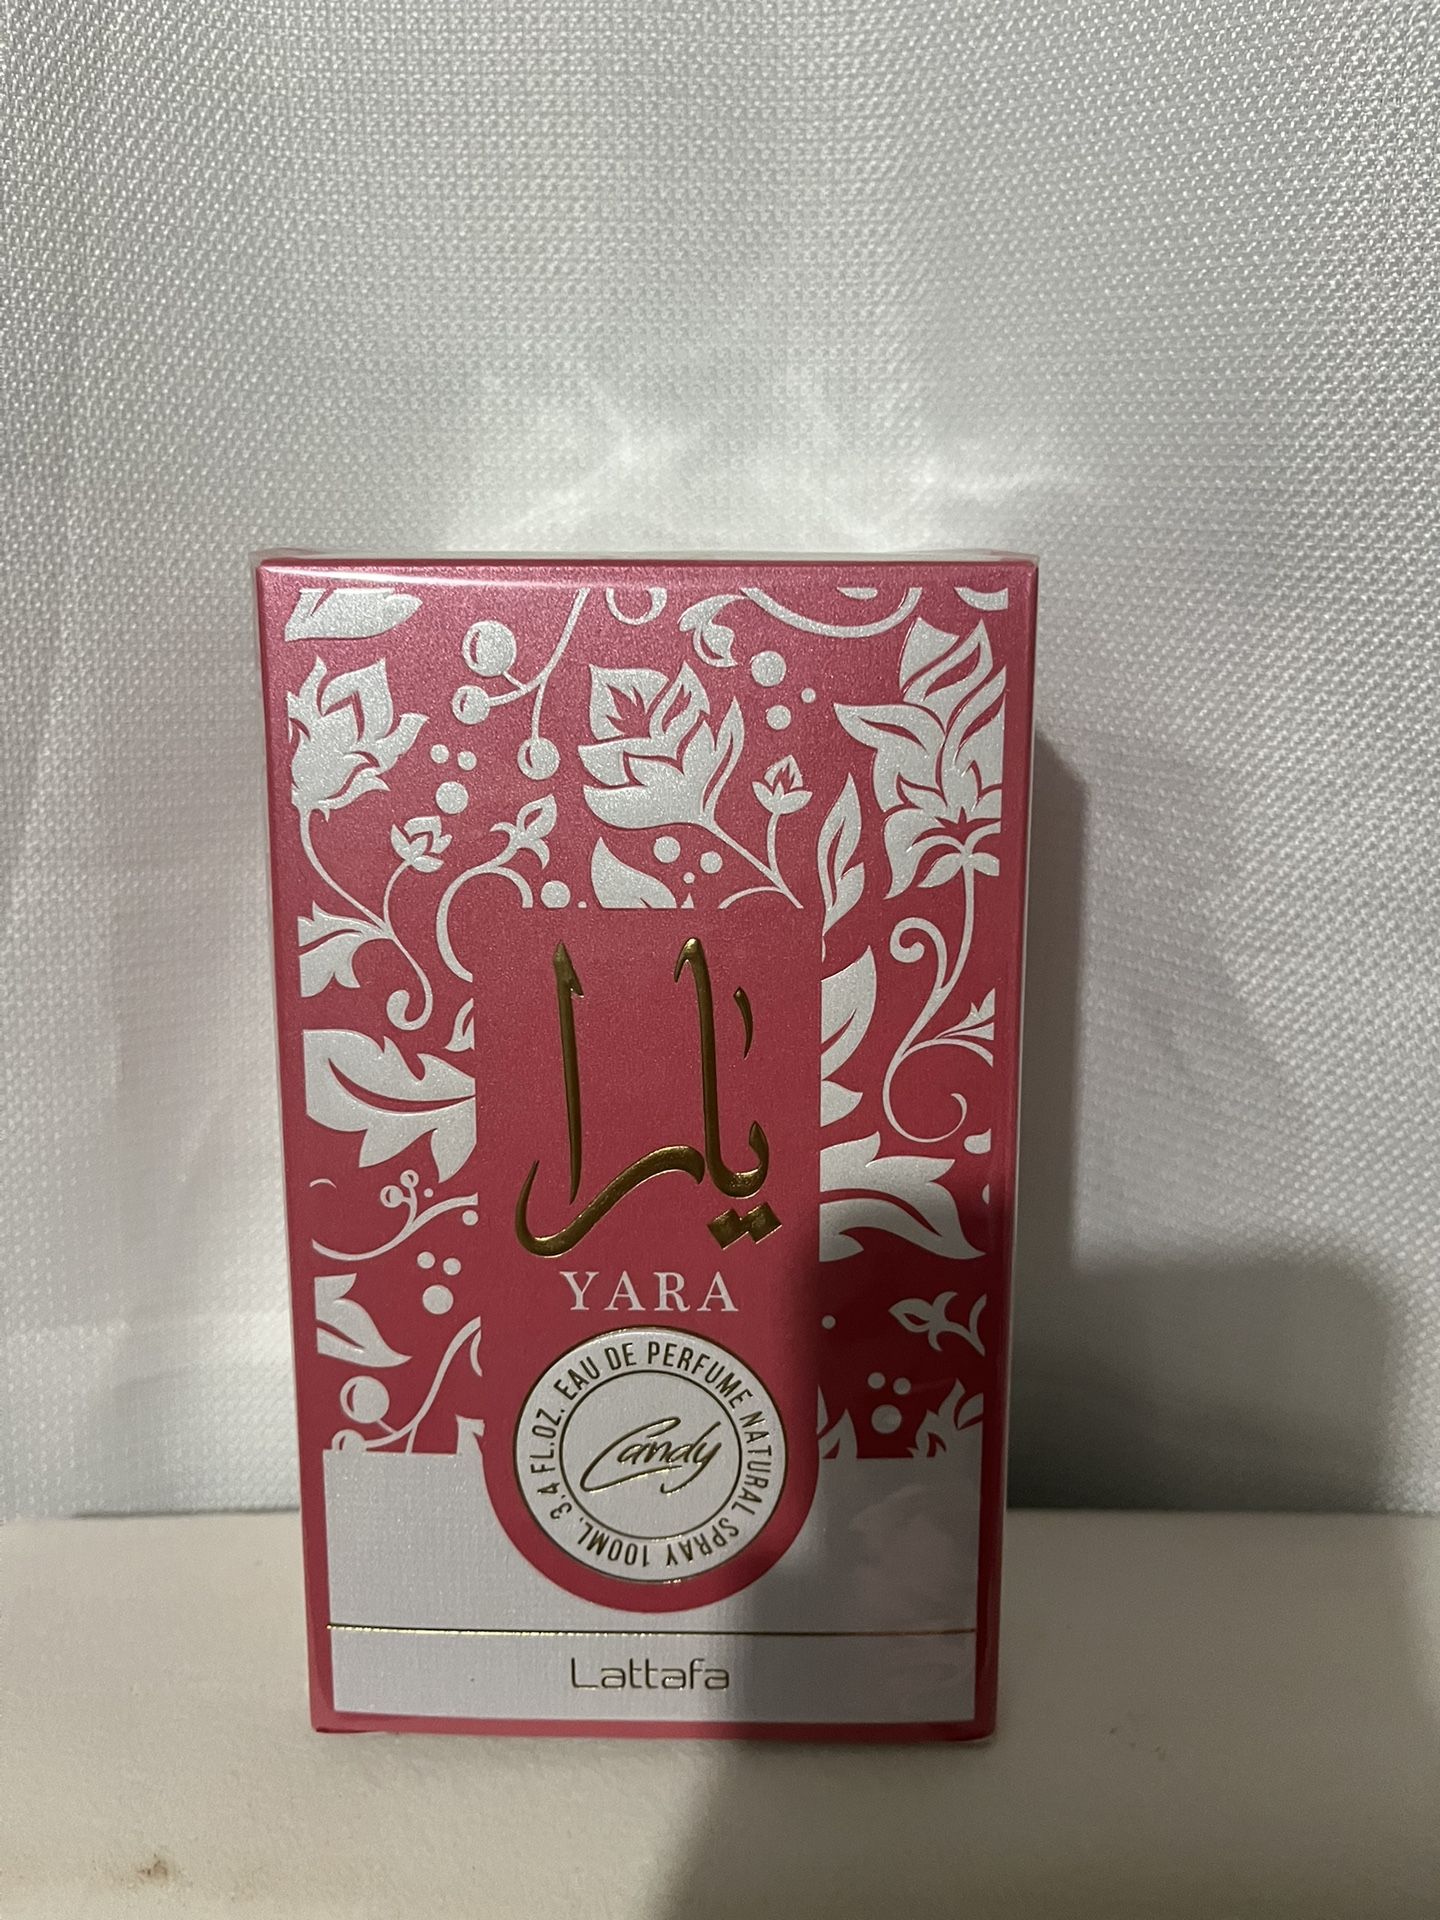 يارا
YARA
EAU DE PERFUME NATURAL SPRAY 100ML. 3.4 FL.OZ.
Candy
Lattafa